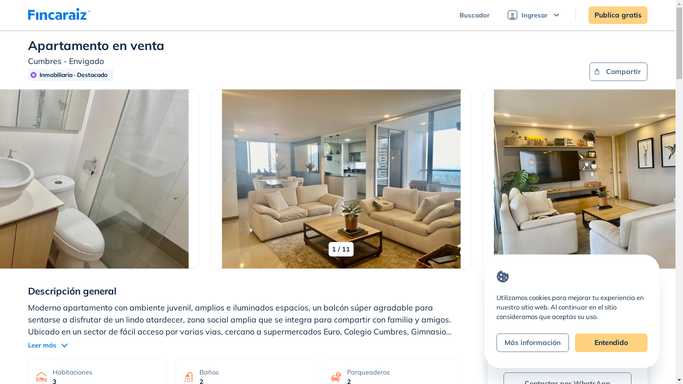 Fincaraiz
Buscador
Ingresar
Publica gratis
Apartamento en venta
Cumbres - Envigado
Inmobiliaria · Destacado
Compartir
1 / 11
Descripción general
Moderno apartamento con ambiente juvenil, amplios e iluminados espacios, un balcón súper agradable para
sentarse a disfrutar de un lindo atardecer, zona social amplia que se integra para compartir con familia y amigos.
Ubicado en un sector de fácil acceso por varias vias, cercano a supermercados Euro, Colegio Cumbres, Gimnasio...
Leer más
Habitaciones
3
Baños
2
Parqueaderos
2
Utilizamos cookies para mejorar tu experiencia en
nuestro sitio web. Al continuar en el sitio
consideramos que aceptas su uso.
Más información
Entendido
Contactar por WhatsApp